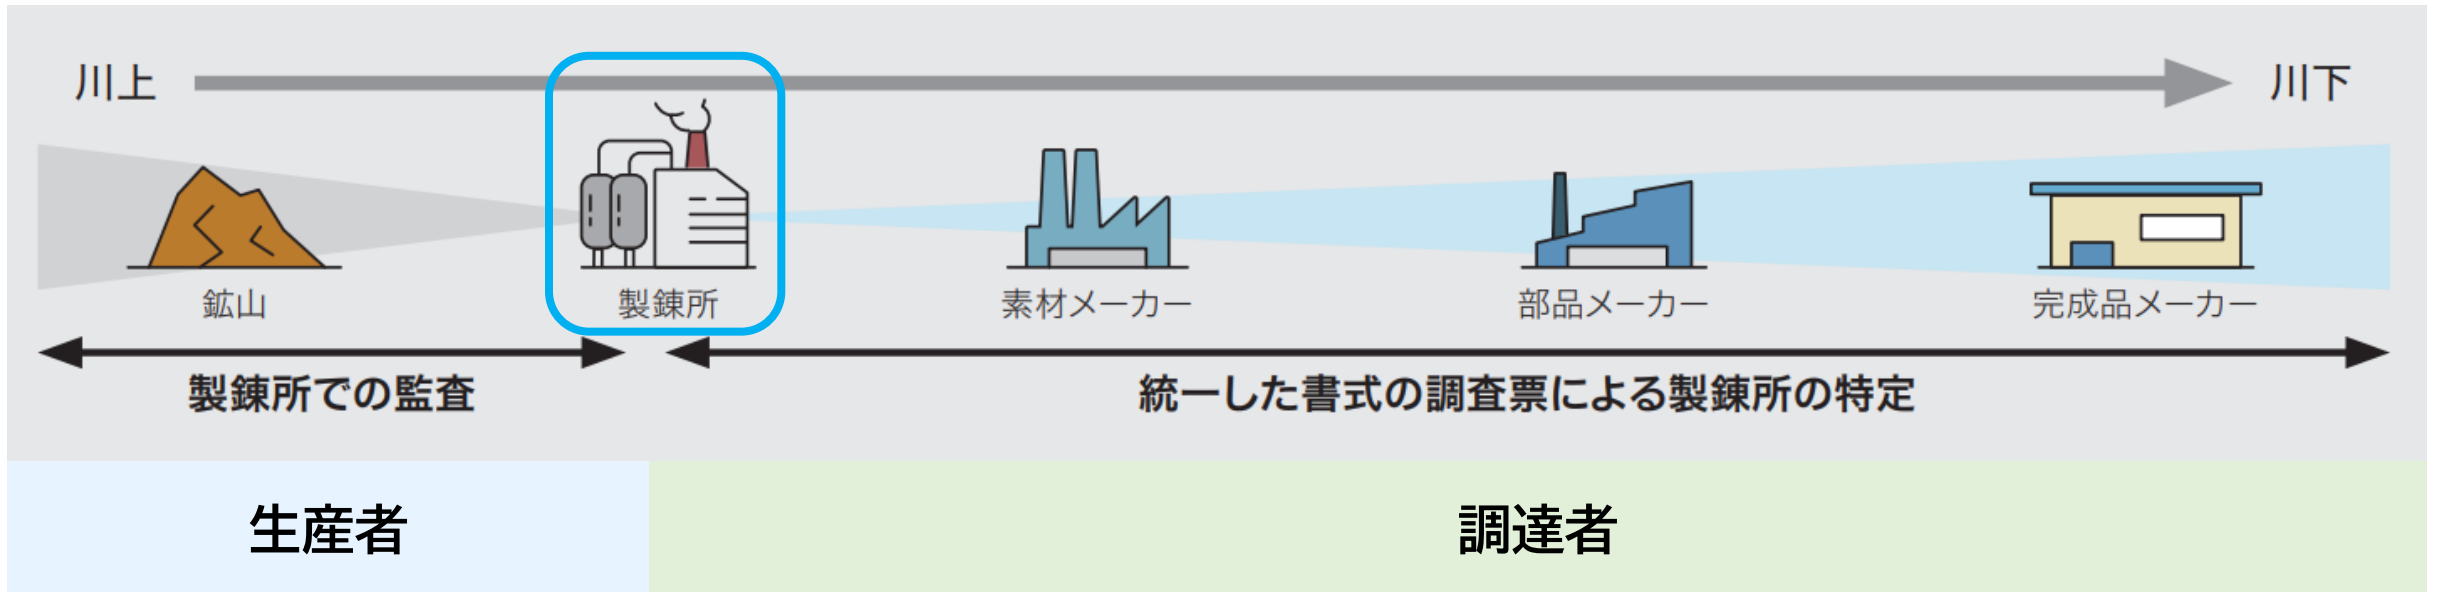 川上
川下
鉱山
製錬所
素材メーカー
部品メーカー
完成品メーカー
製錬所での監査
統一した書式の調査票による製錬所の特定
生産者
調達者